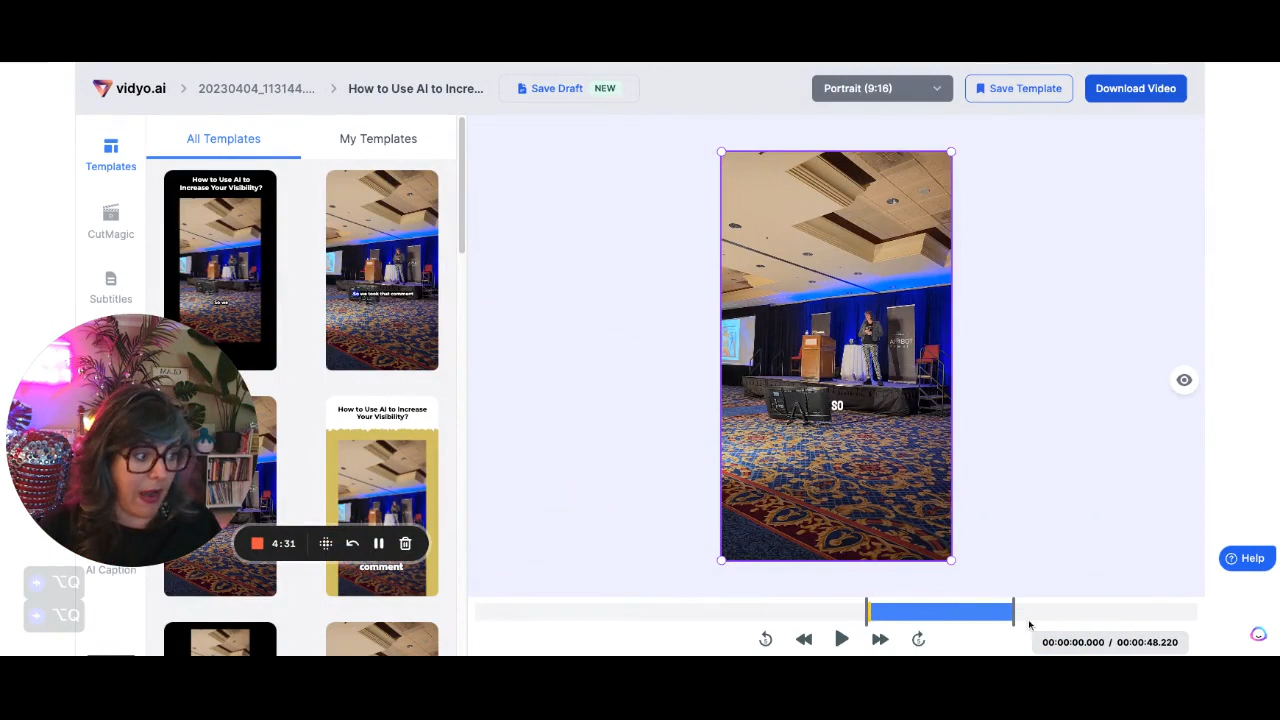 vidyo.ai
20230404_113144....
How to Use AI to Incre...
Save Draft NEW
Portrait (9:16)
Save Template
Download Video
All Templates
My Templates
Templates
CutMagic
Subtitles
AI Caption
How to Use AI to
Increase Your Visibility?
So we
So we took that comment
How to Use AI to Increase
Your Visibility?
comment
SO
4:31
⌥Q
⌥Q
Help
00:00:00.000 / 00:00:48.220